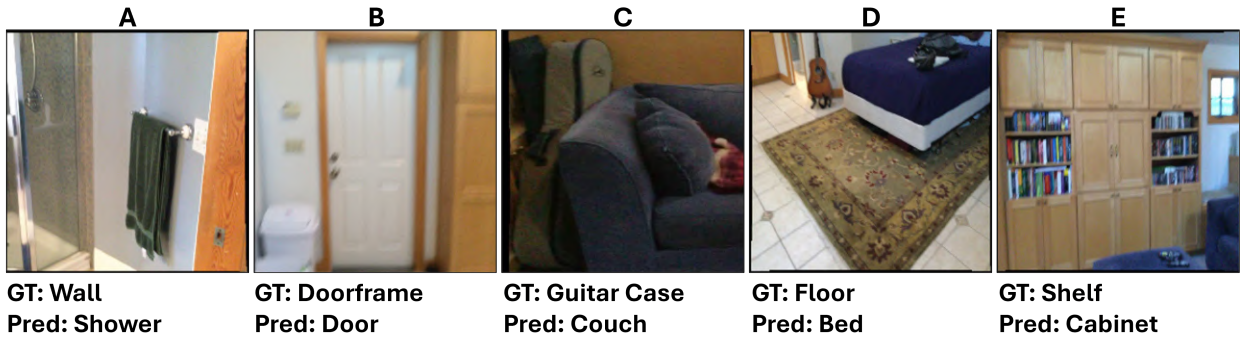 A B C D E
GT: Wall GT: Doorframe GT: Guitar Case GT: Floor GT: Shelf
Pred: Shower Pred: Door Pred: Couch Pred: Bed Pred: Cabinet